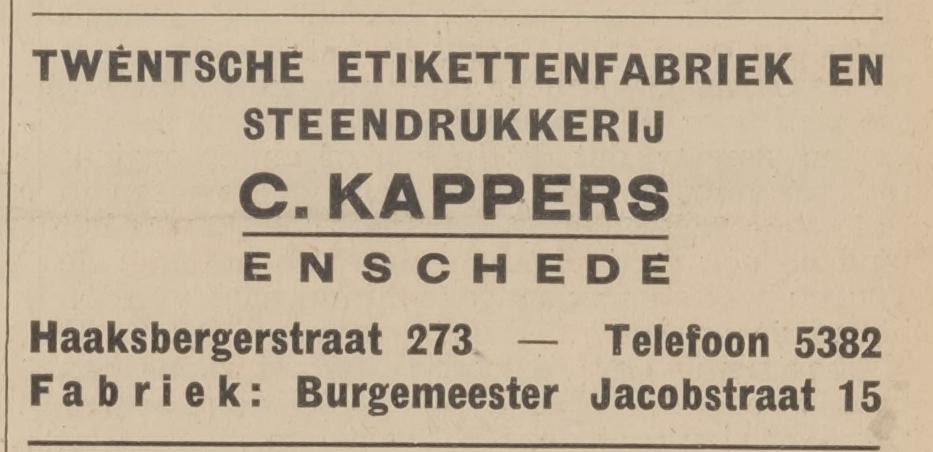 TWENTSCHE ETIKETTENFABRIEK EN
STEENDRUKKERIJ
C. KAPPERS
ENSCHEDE
Haaksbergerstraat 273 — Telefoon 5382
Fabriek: Burgemeester Jacobstraat 15